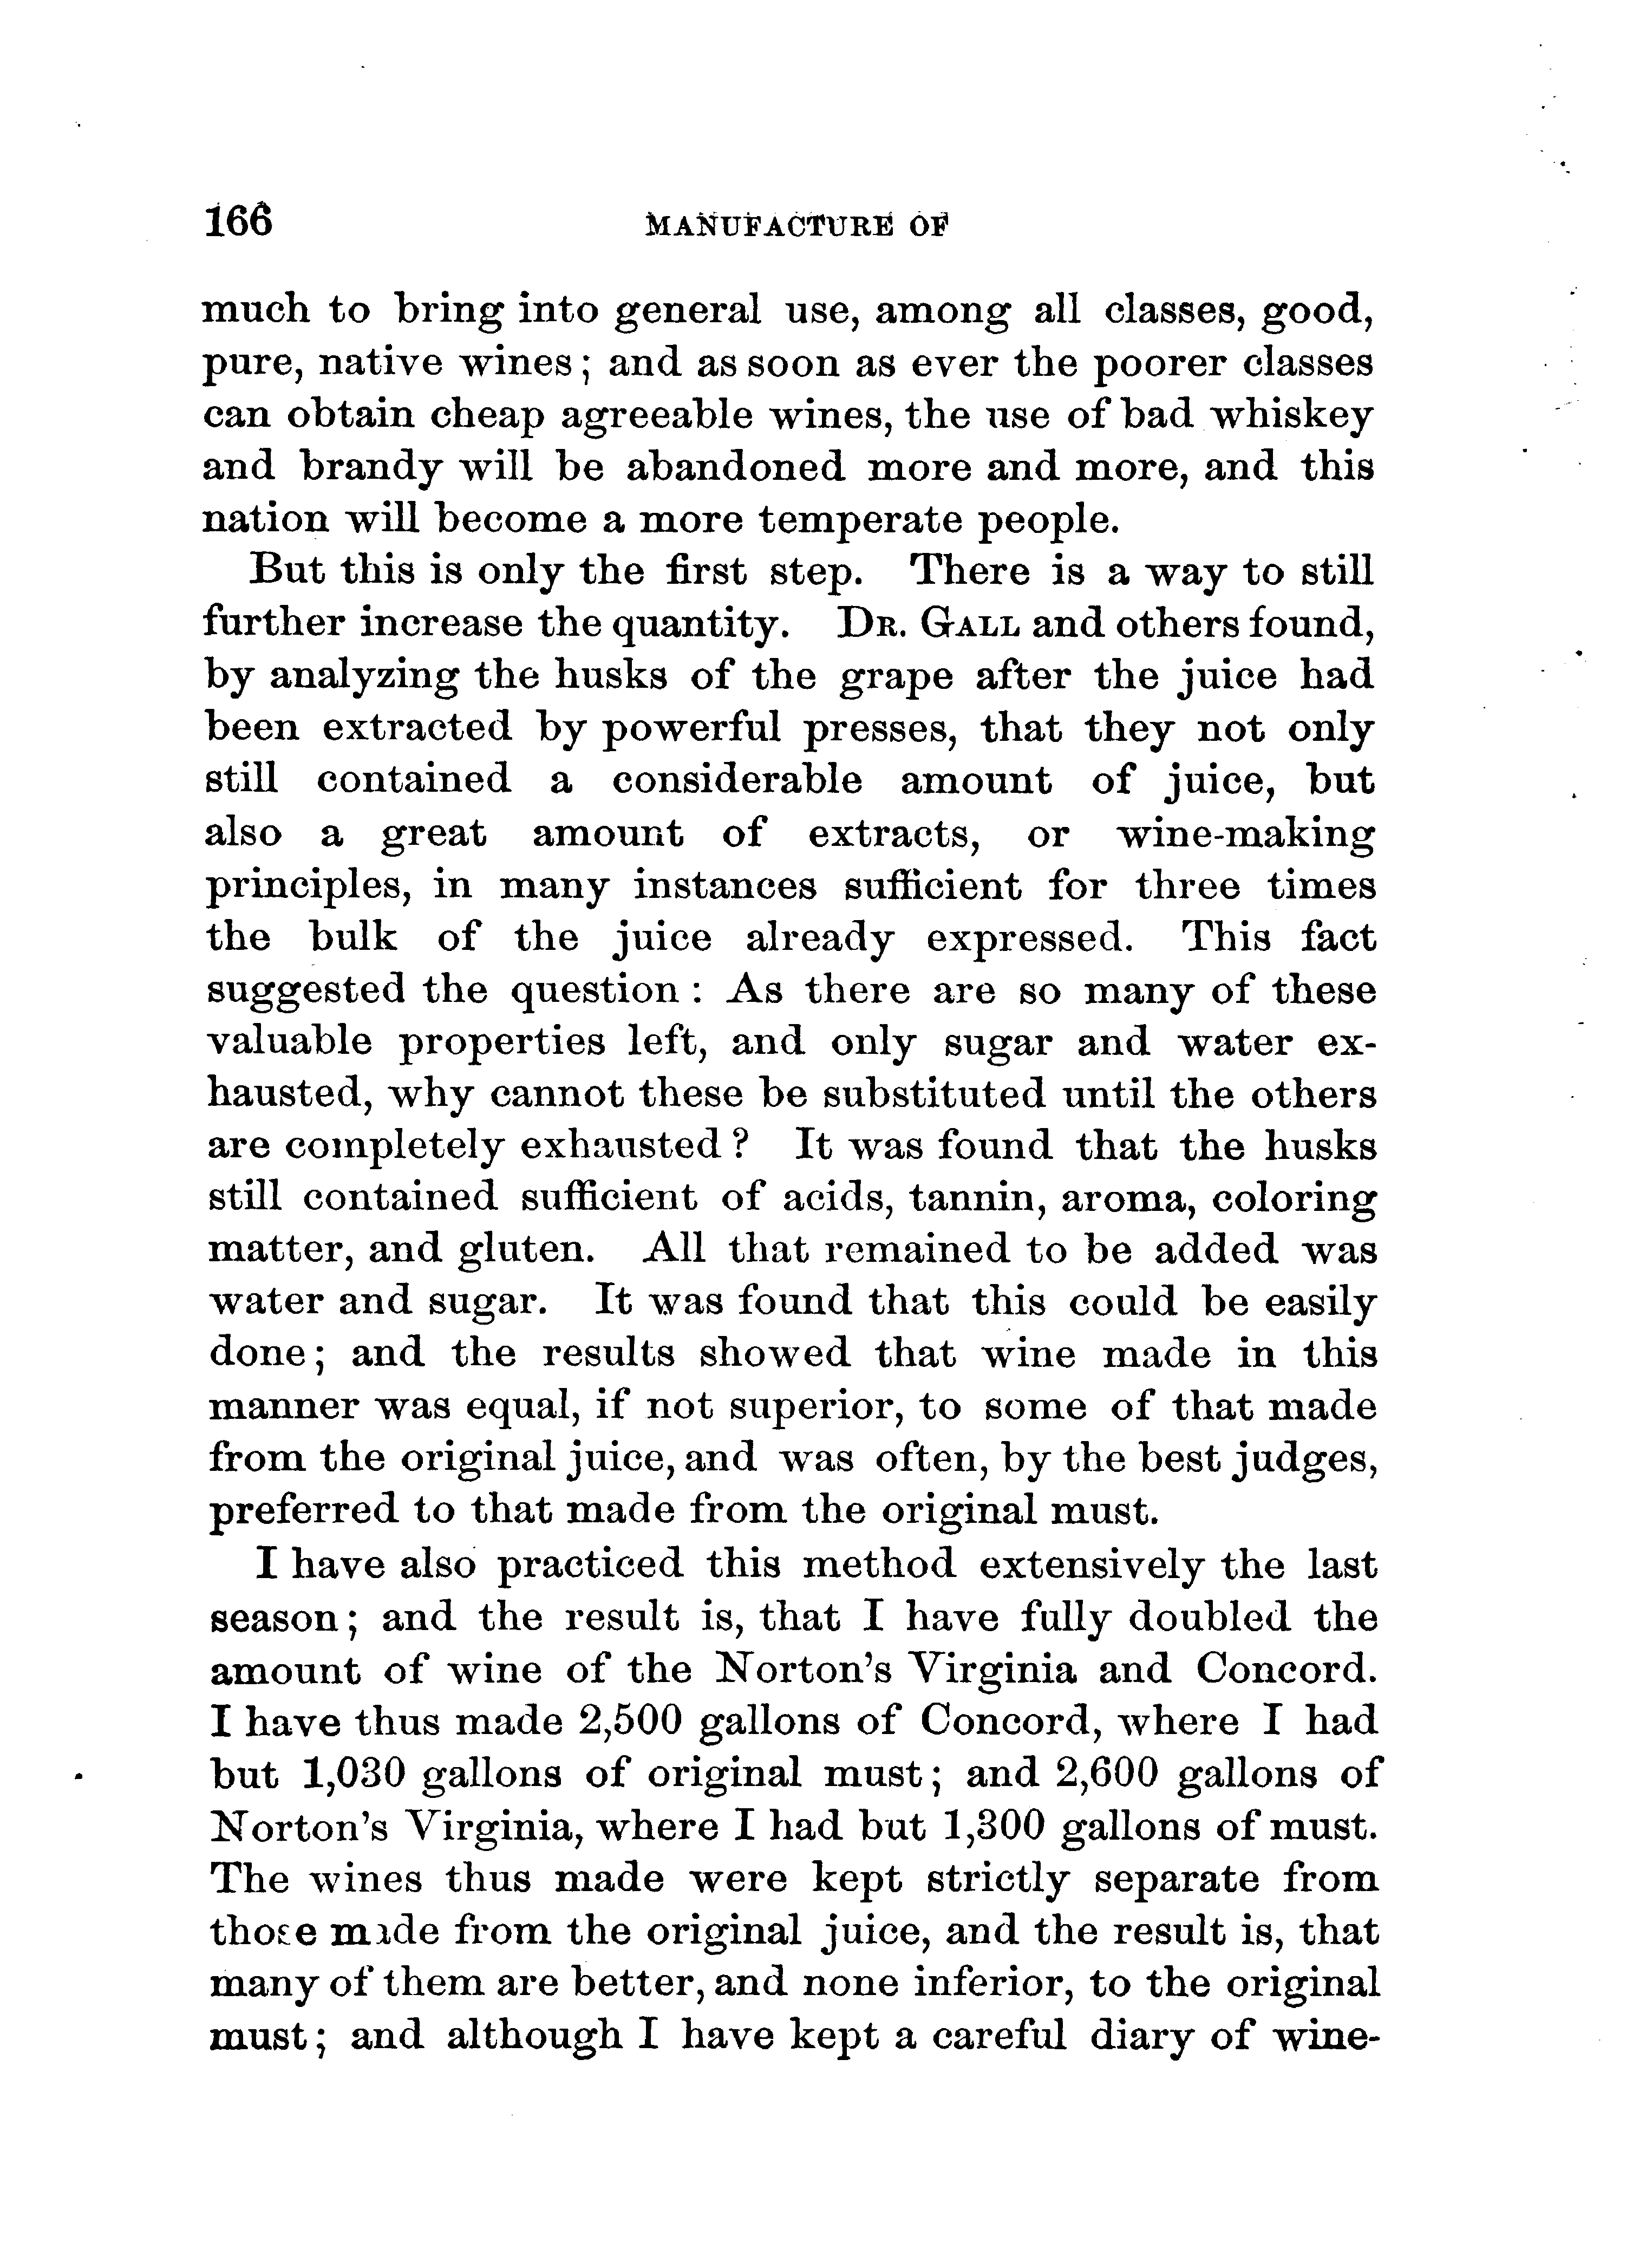 166 MANUFACTURE OF
much to bring into general use, among all classes, good,
pure, native wines; and as soon as ever the poorer classes
can obtain cheap agreeable wines, the use of bad whiskey
and brandy will be abandoned more and more, and this
nation will become a more temperate people.
But this is only the first step. There is a way to still
further increase the quantity. DR. GALL and others found,
by analyzing the husks of the grape after the juice had
been extracted by powerful presses, that they not only
still contained a considerable amount of juice, but
also a great amount of extracts, or wine-making
principles, in many instances sufficient for three times
the bulk of the juice already expressed. This fact
suggested the question: As there are so many of these
valuable properties left, and only sugar and water ex-
hausted, why cannot these be substituted until the others
are completely exhausted? It was found that the husks
still contained sufficient of acids, tannin, aroma, coloring
matter, and gluten. All that remained to be added was
water and sugar. It was found that this could be easily
done; and the results showed that wine made in this
manner was equal, if not superior, to some of that made
from the original juice, and was often, by the best judges,
preferred to that made from the original must.
I have also practiced this method extensively the last
season; and the result is, that I have fully doubled the
amount of wine of the Norton's Virginia and Concord.
I have thus made 2,500 gallons of Concord, where I had
but 1,030 gallons of original must; and 2,600 gallons of
Norton's Virginia, where I had but 1,300 gallons of must.
The wines thus made were kept strictly separate from
those made from the original juice, and the result is, that
many of them are better, and none inferior, to the original
must; and although I have kept a careful diary of wine-